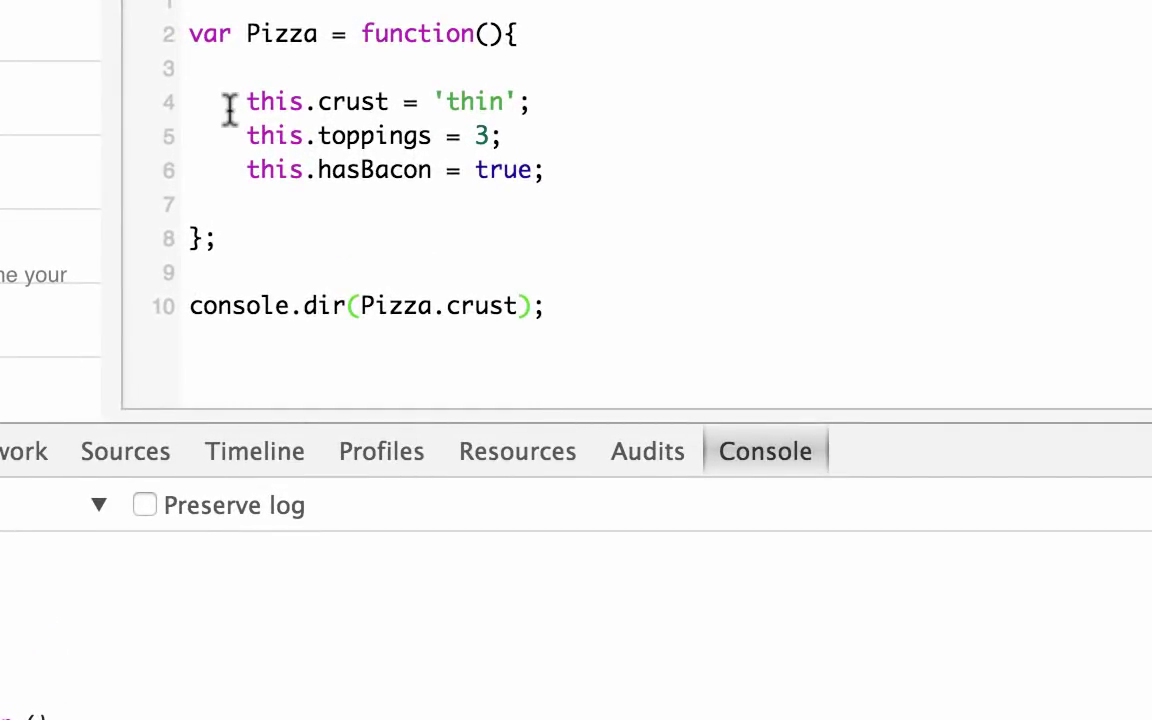 2 var Pizza = function(){
3
4 this.crust = 'thin';
5 this.toppings = 3;
6 this.hasBacon = true;
7
8 };
9
ne your
10 console.dir(Pizza.crust);
work Sources Timeline Profiles Resources Audits Console
▼ Preserve log